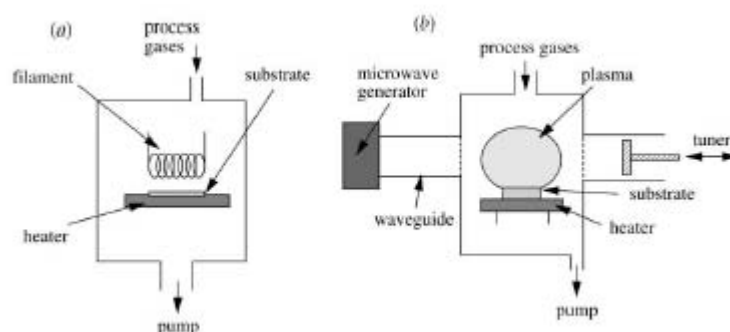 (a)
process
gases
filament
substrate
heater
pump
(b)
process gases
microwave
generator
plasma
tuner
substrate
waveguide
heater
pump